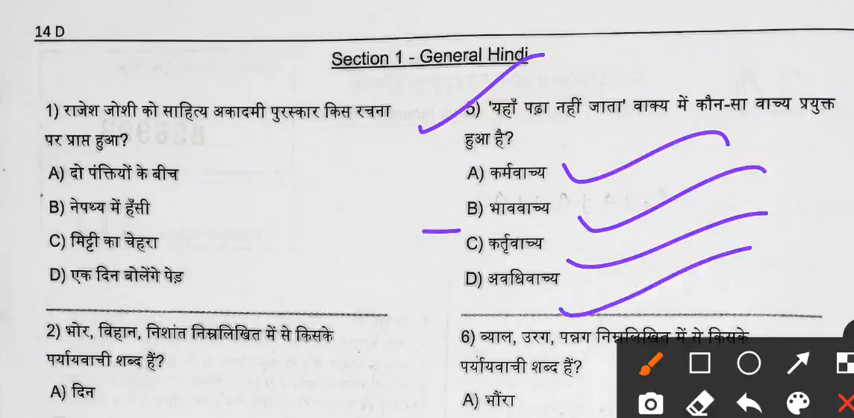 14 D
Section 1 - General Hindi
1) राजेश जोशी को साहित्य अकादमी पुरस्कार किस रचना
पर प्राप्त हुआ?
A) दो पंक्तियों के बीच
B) नेपथ्य में हँसी
C) मिट्टी का चेहरा
D) एक दिन बोलेंगे पेड़
2) भोर, विहान, निशांत निम्नलिखित में से किसके
पर्यायवाची शब्द हैं?
A) दिन
5) 'यहाँ पढ़ा नहीं जाता' वाक्य में कौन-सा वाच्य प्रयुक्त
हुआ है?
A) कर्मवाच्य
B) भाववाच्य
C) कर्तृवाच्य
D) अवधिवाच्य
6) व्याल, उरग, पन्नग निम्नलिखित में से किसके
पर्यायवाची शब्द हैं?
A) भौंरा